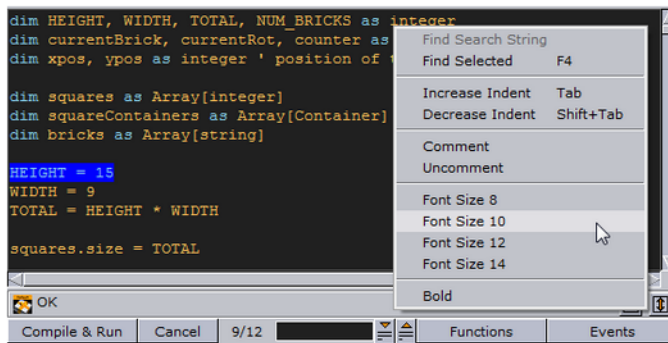 dim HEIGHT, WIDTH, TOTAL, NUM_BRICKS as integer
dim currentBrick, currentRot, counter as
dim xpos, ypos as integer ' position of
dim squares as Array[integer]
dim squareContainers as Array[Container]
dim bricks as Array[string]
HEIGHT = 15
WIDTH = 9
TOTAL = HEIGHT * WIDTH
squares.size = TOTAL
Find Search String
Find Selected F4
Increase Indent Tab
Decrease Indent Shift+Tab
Comment
Uncomment
Font Size 8
Font Size 10
Font Size 12
Font Size 14
Bold
OK
Compile & Run Cancel 9/12 Functions Events